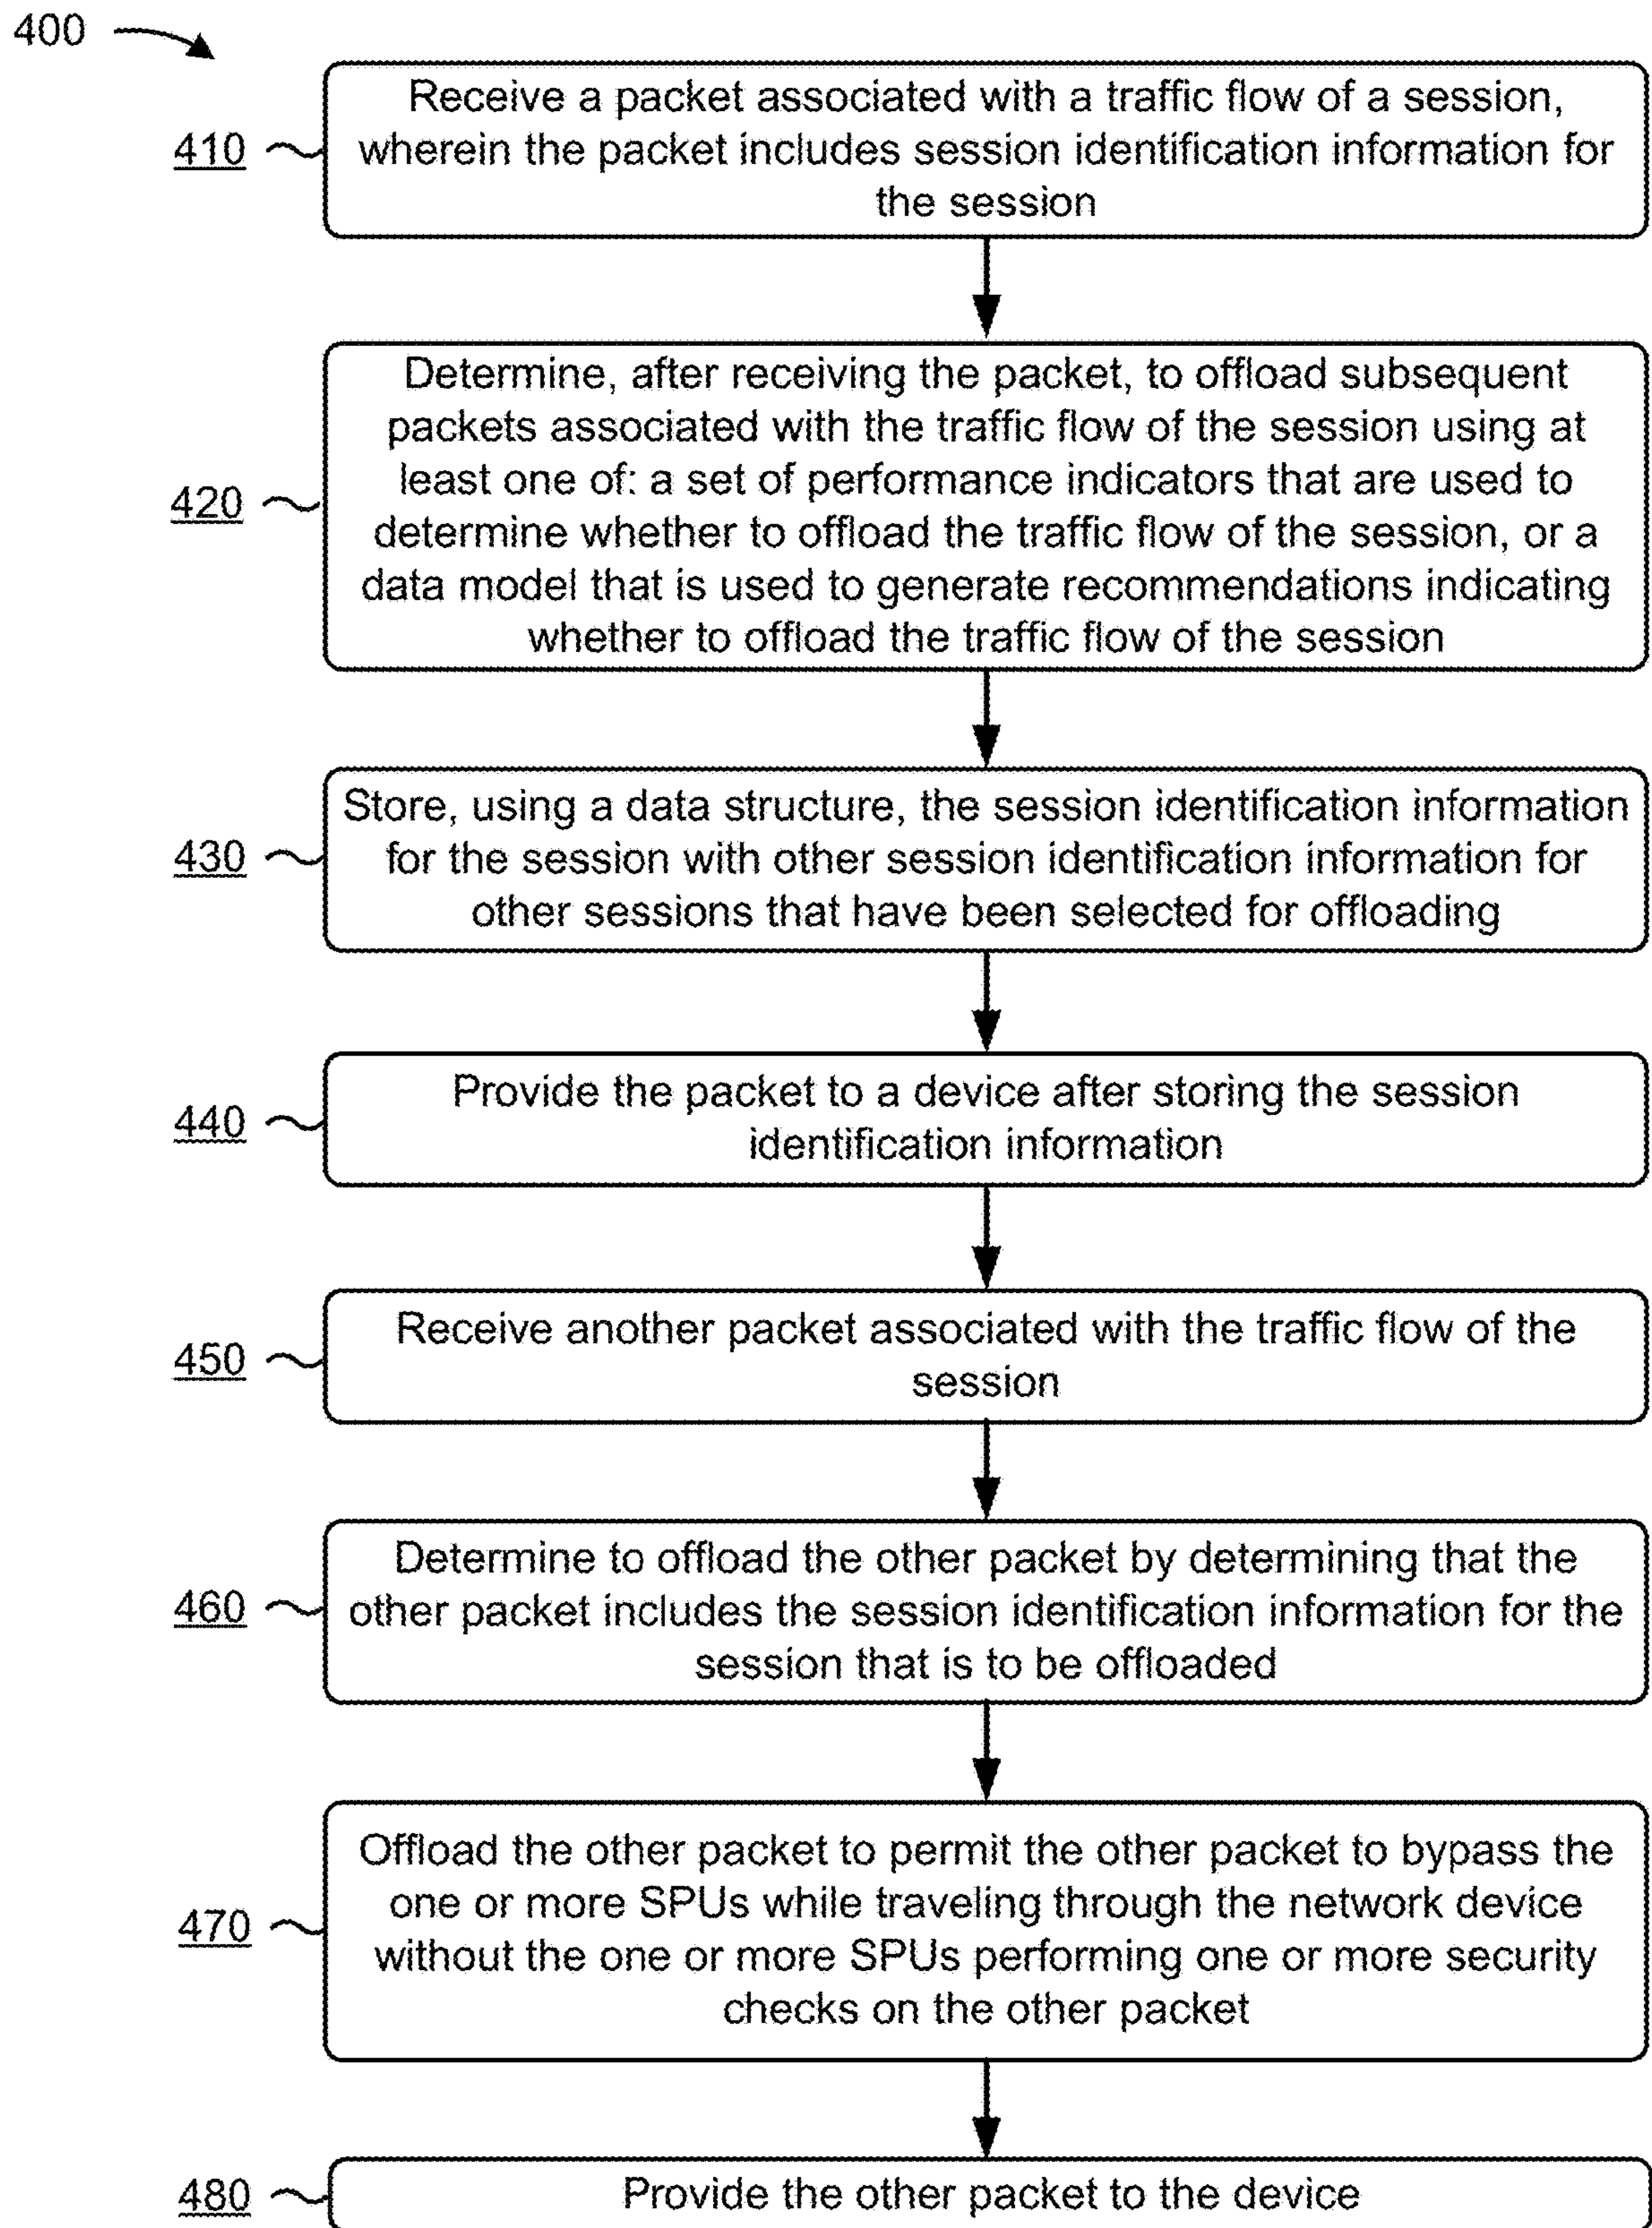 400
410
Receive a packet associated with a traffic flow of a session,
wherein the packet includes session identification information for
the session
420
Determine, after receiving the packet, to offload subsequent
packets associated with the traffic flow of the session using at
least one of: a set of performance indicators that are used to
determine whether to offload the traffic flow of the session, or a
data model that is used to generate recommendations indicating
whether to offload the traffic flow of the session
430
Store, using a data structure, the session identification information
for the session with other session identification information for
other sessions that have been selected for offloading
440
Provide the packet to a device after storing the session
identification information
450
Receive another packet associated with the traffic flow of the
session
460
Determine to offload the other packet by determining that the
other packet includes the session identification information for the
session that is to be offloaded
470
Offload the other packet to permit the other packet to bypass the
one or more SPUs while traveling through the network device
without the one or more SPUs performing one or more security
checks on the other packet
480
Provide the other packet to the device